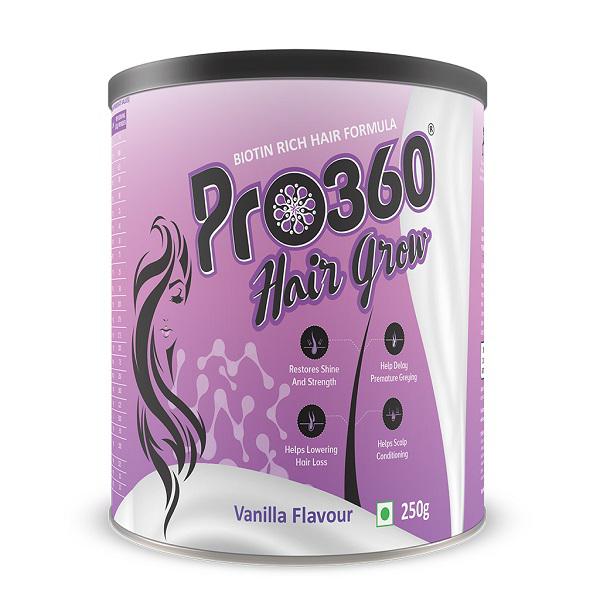 BIOTIN RICH HAIR FORMULA
Pro360®
Hair Grow
Restores Shine
And Strength
Help Delay
Premature Greying
Helps Lowering
Hair Loss
Helps Scalp
Conditioning
Vanilla Flavour
250g